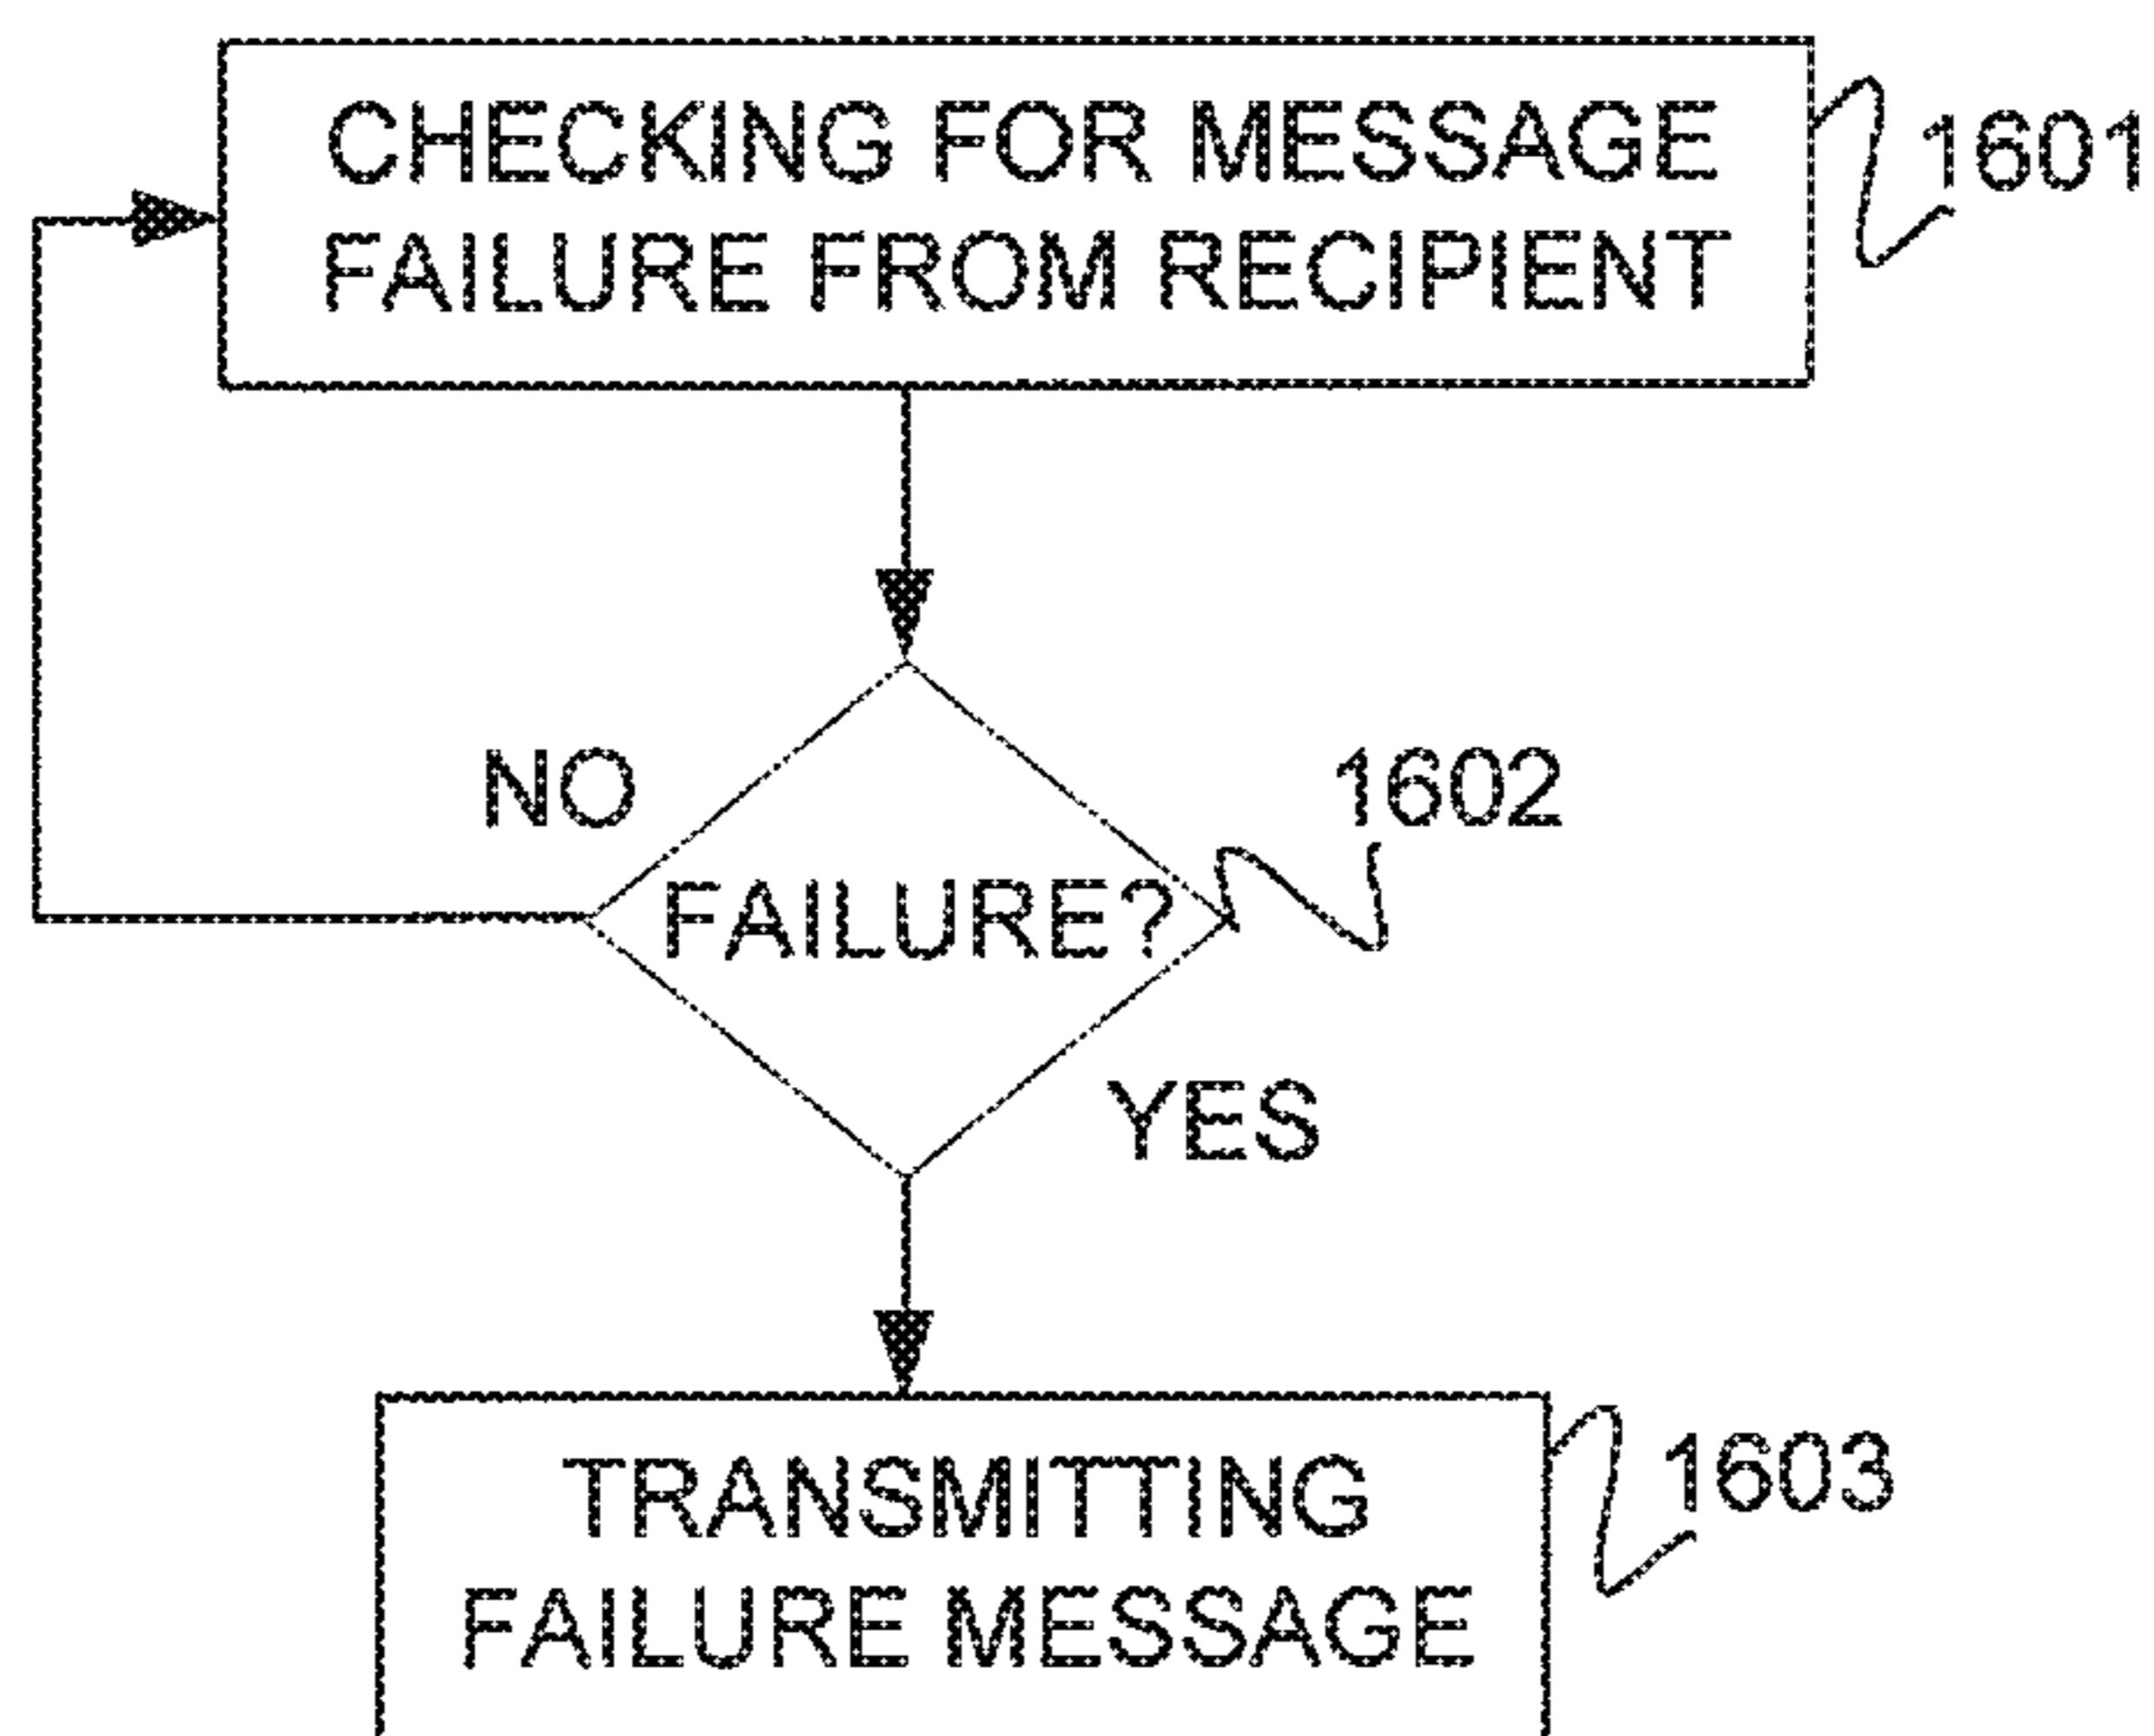 CHECKING FOR MESSAGE
FAILURE FROM RECIPIENT
1601
NO
1602
FAILURE?
YES
TRANSMITTING
FAILURE MESSAGE
1603